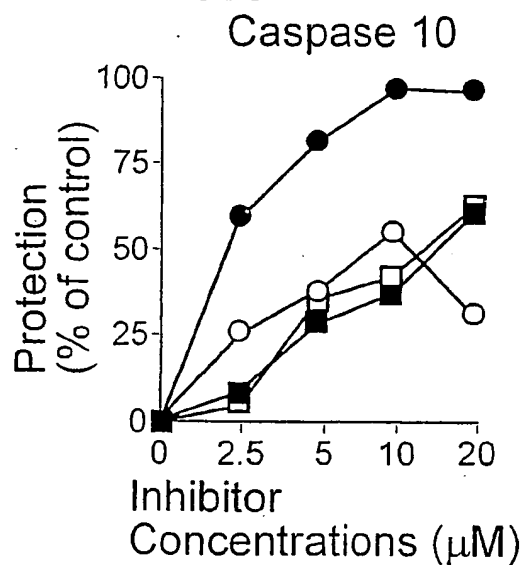 Caspase 10
Protection
(% of control)
100
75
50
25
0
0 2.5 5 10 20
Inhibitor
Concentrations (μM)